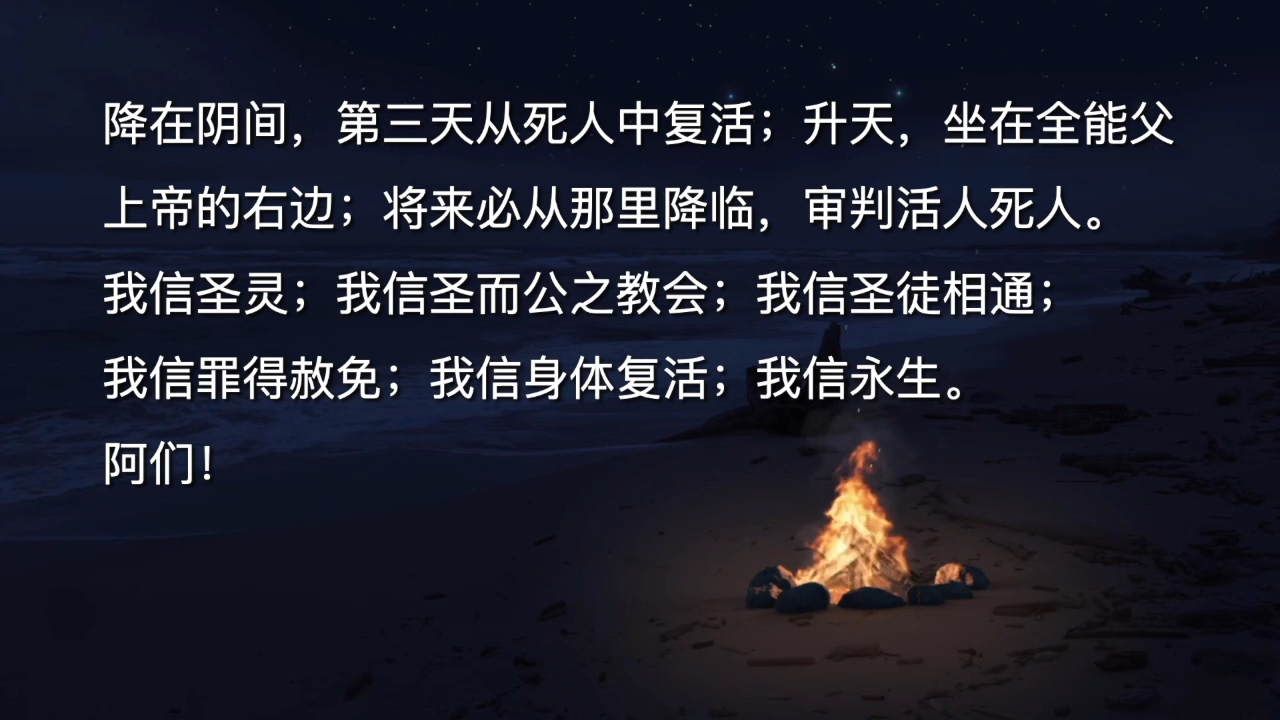 降在阴间，第三天从死人中复活；升天，坐在全能父
上帝的右边；将来必从那里降临，审判活人死人。
我信圣灵；我信圣而公之教会；我信圣徒相通；
我信罪得赦免；我信身体复活；我信永生。
阿们！